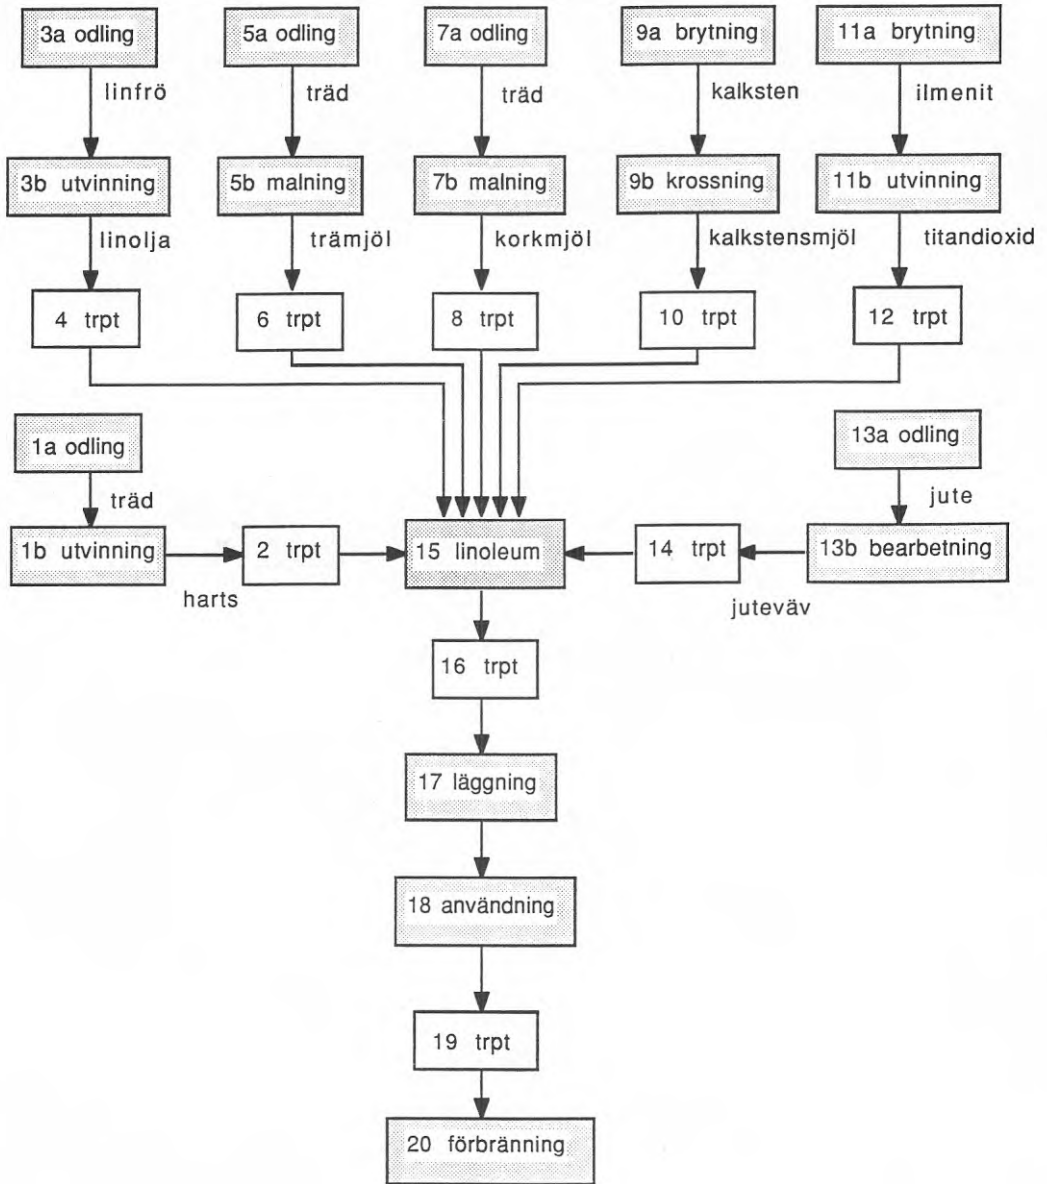 3a odling
5a odling
7a odling
9a brytning
11a brytning
linfrö
träd
träd
kalksten
ilmenit
3b utvinning
5b malning
7b malning
9b krossning
11b utvinning
linolja
trämjöl
korkmjöl
kalkstensmjöl
titandioxid
4 trpt
6 trpt
8 trpt
10 trpt
12 trpt
1a odling
13a odling
träd
jute
1b utvinning
2 trpt
15 linoleum
14 trpt
13b bearbetning
harts
juteväv
16 trpt
17 läggning
18 användning
19 trpt
20 förbränning